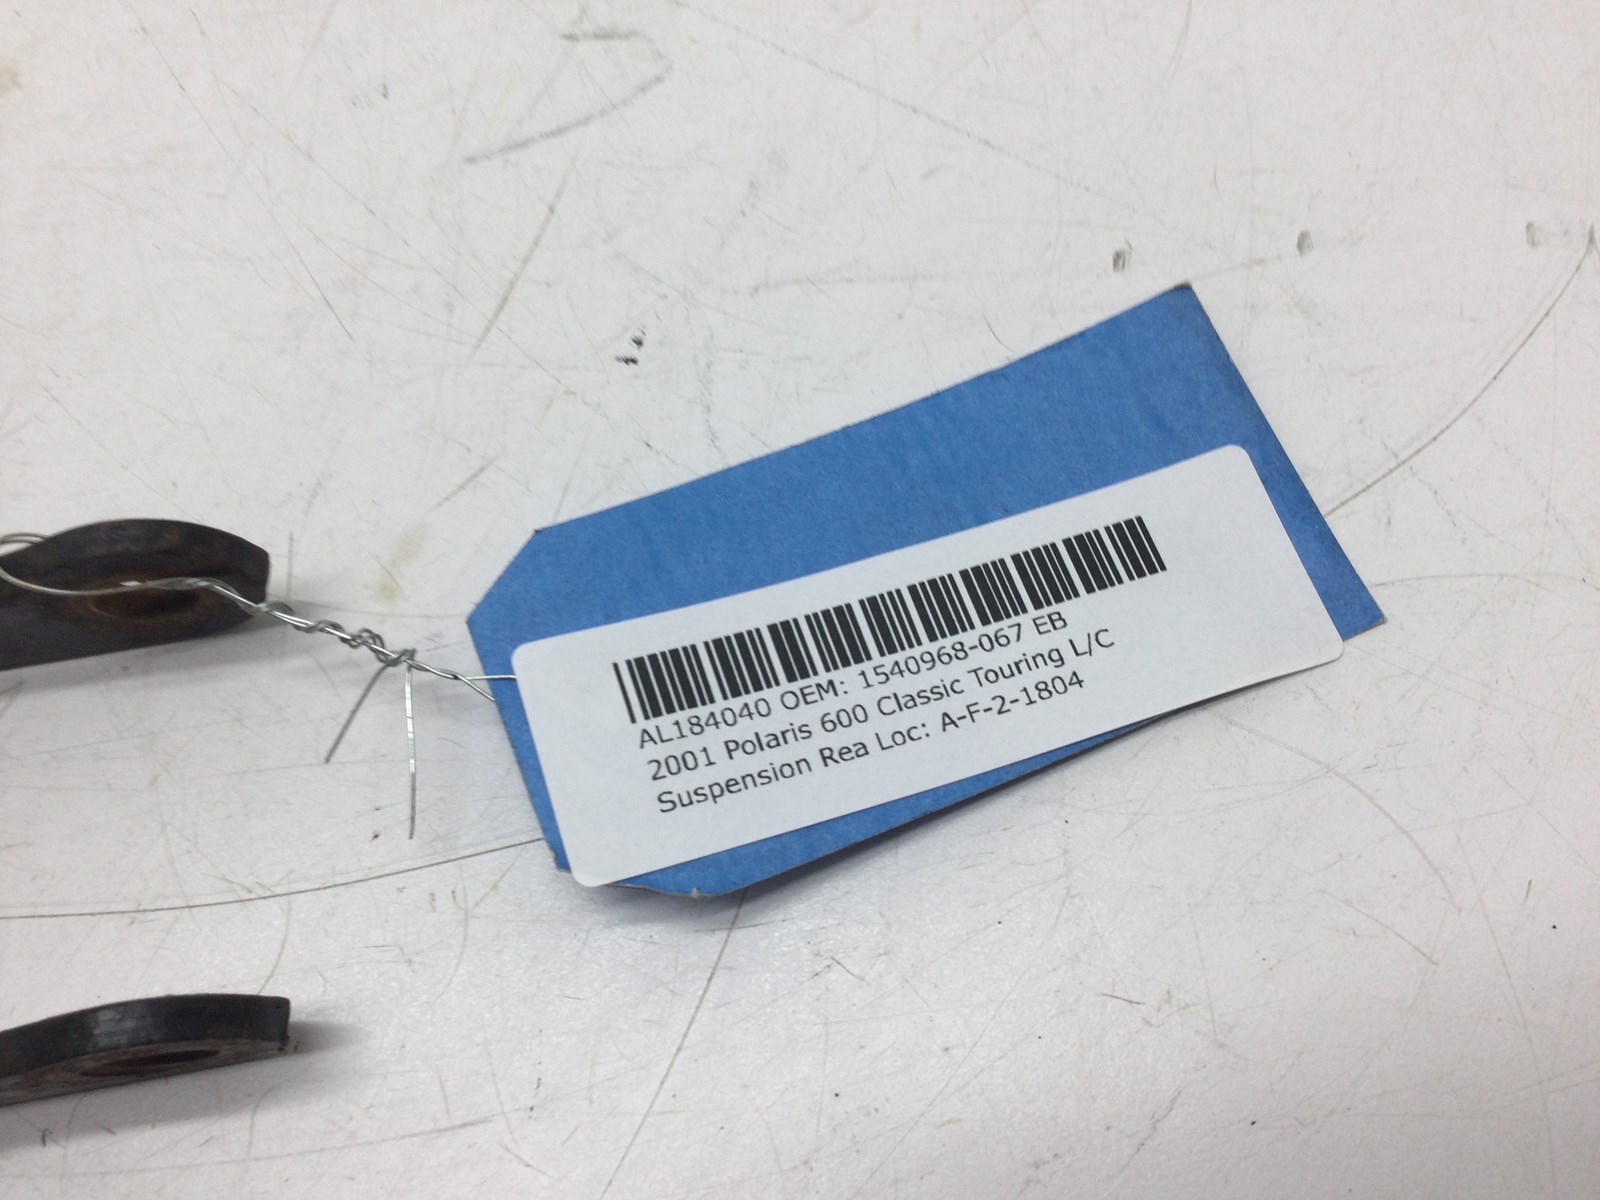 AL184040 OEM: 1540968-067 EB
2001 Polaris 600 Classic Touring L/C
Suspension Rea Loc: A-F-2-1804